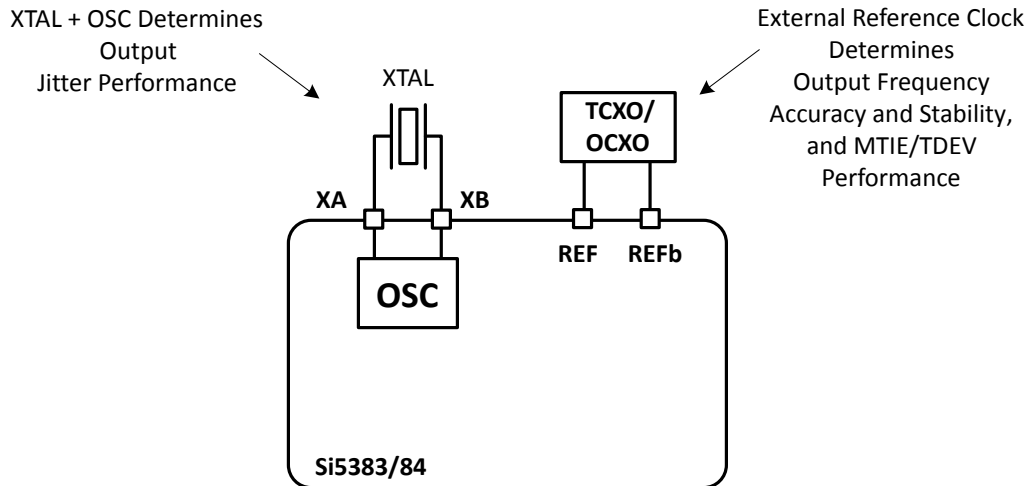 XTAL + OSC Determines
Output
Jitter Performance
XTAL
External Reference Clock
Determines
Output Frequency
Accuracy and Stability,
and MTIE/TDEV
Performance
TCXO/
OCXO
XA
XB
REF
REFb
OSC
Si5383/84